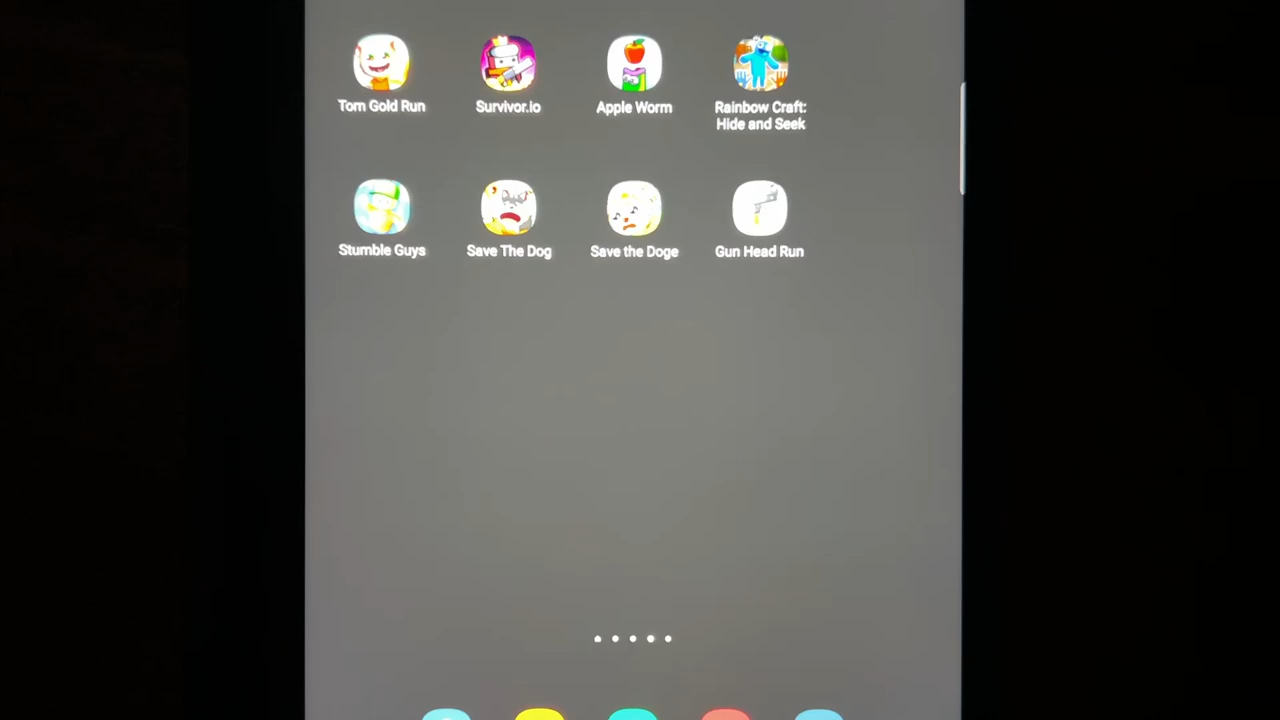 Tom Gold Run
Survivor.io
Apple Worm
Rainbow Craft:
Hide and Seek
Stumble Guys
Save The Dog
Save the Doge
Gun Head Run